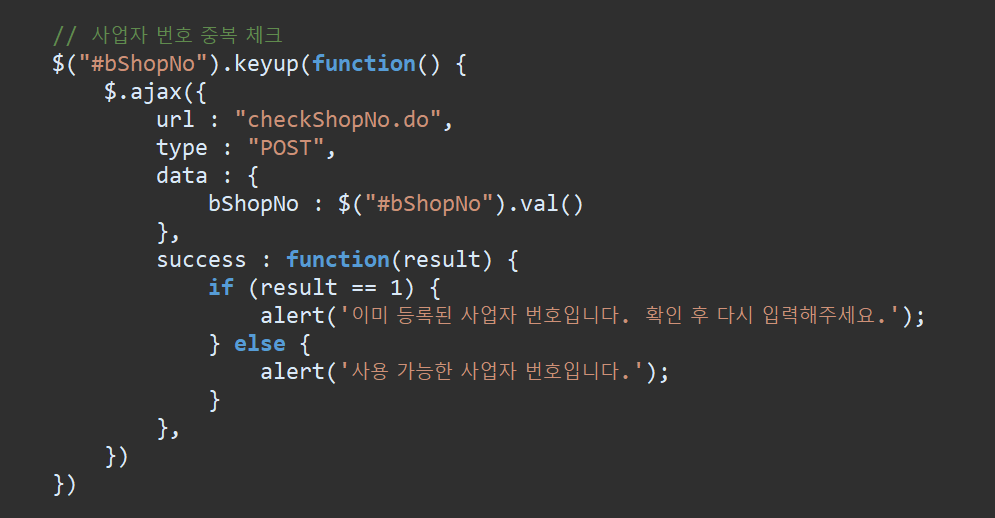 // 사업자 번호 중복 체크
$("#bShopNo").keyup(function() {
    $.ajax({
        url : "checkShopNo.do",
        type : "POST",
        data : {
            bShopNo : $("#bShopNo").val()
        },
        success : function(result) {
            if (result == 1) {
                alert('이미 등록된 사업자 번호입니다. 확인 후 다시 입력해주세요.');
            } else {
                alert('사용 가능한 사업자 번호입니다.');
            }
        },
    })
})